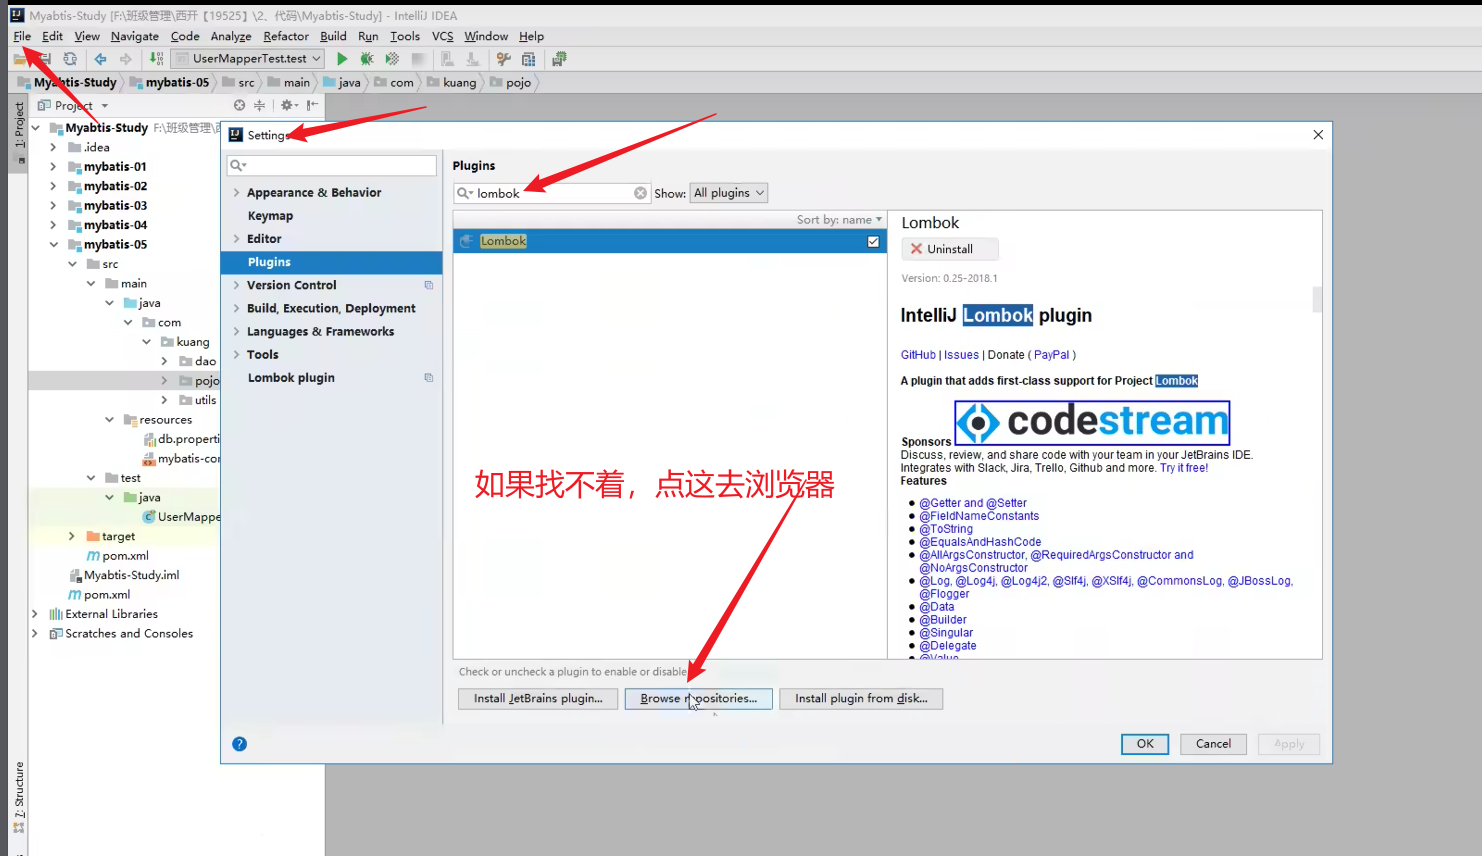 Myabtis-Study [F:\班级管理\西开【19525】\2、代码\Myabtis-Study] - IntelliJ IDEA
File Edit View Navigate Code Analyze Refactor Build Run Tools VCS Window Help
UserMapperTest.test
Myabtis-Study mybatis-05 src main java com kuang pojo
1: Project
Project
Myabtis-Study F:\班级管理\
.idea
mybatis-01
mybatis-02
mybatis-03
mybatis-04
mybatis-05
src
main
java
com
kuang
dao
pojo
utils
resources
db.properti
mybatis-cor
test
java
UserMappe
target
pom.xml
Myabtis-Study.iml
pom.xml
External Libraries
Scratches and Consoles
7: Structure
Settings
Appearance & Behavior
Keymap
Editor
Plugins
Version Control
Build, Execution, Deployment
Languages & Frameworks
Tools
Lombok plugin
Plugins
lombok Show: All plugins
Sort by: name
Lombok
如果找不着，点这去浏览器
Check or uncheck a plugin to enable or disable
Install JetBrains plugin... Browse repositories... Install plugin from disk...
Lombok
Uninstall
Version: 0.25-2018.1
IntelliJ Lombok plugin
GitHub | Issues | Donate ( PayPal )
A plugin that adds first-class support for Project Lombok
Sponsors codestream
Discuss, review, and share code with your team in your JetBrains IDE.
Integrates with Slack, Jira, Trello, Github and more. Try it free!
Features
@Getter and @Setter
@FieldNameConstants
@ToString
@EqualsAndHashCode
@AllArgsConstructor, @RequiredArgsConstructor and
@NoArgsConstructor
@Log, @Log4j, @Log4j2, @Slf4j, @XSlf4j, @CommonsLog, @JBossLog,
@Flogger
@Data
@Builder
@Singular
@Delegate
@Value
OK Cancel Apply